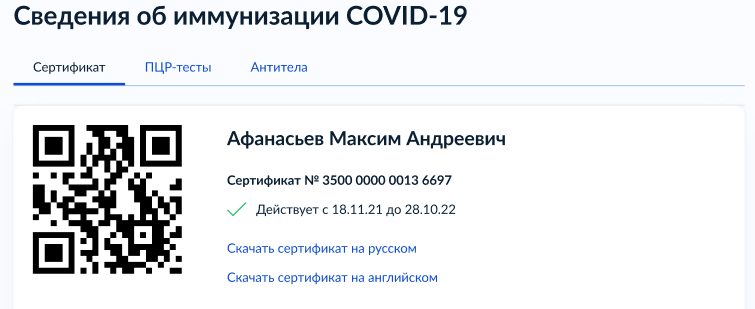 Сведения об иммунизации COVID-19
Сертификат ПЦР-тесты Антитела
Афанасьев Максим Андреевич
Сертификат № 3500 0000 0013 6697
Действует с 18.11.21 до 28.10.22
Скачать сертификат на русском
Скачать сертификат на английском